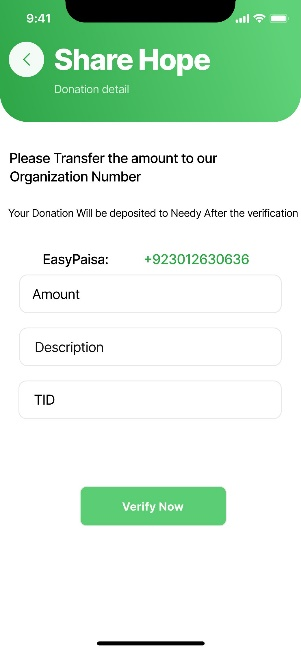 9:41
Share Hope
Donation detail
Please Transfer the amount to our
Organization Number
Your Donation Will be deposited to Needy After the verification
EasyPaisa: +923012630636
Amount
Description
TID
Verify Now